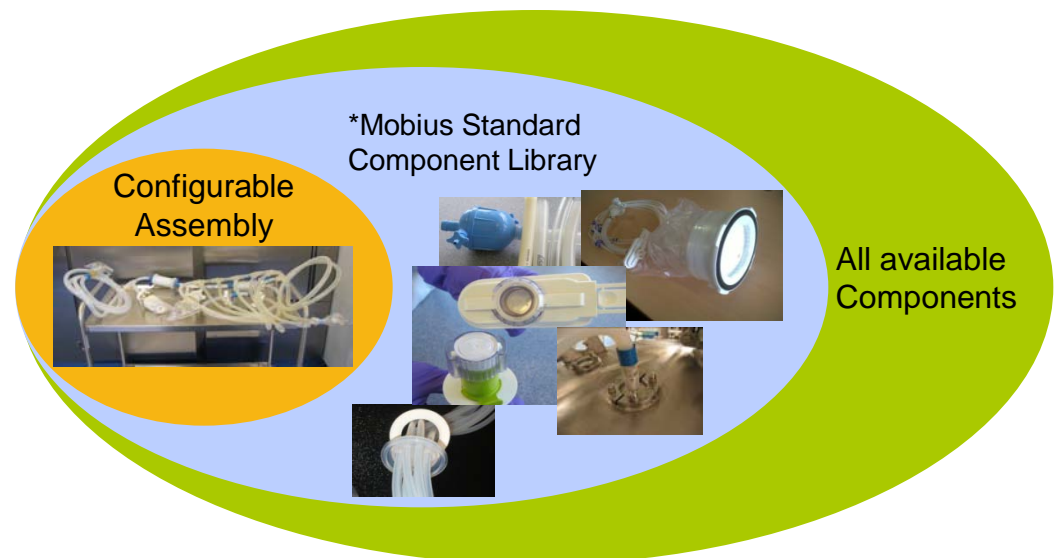 *Mobius Standard
Component Library
Configurable
Assembly
All available
Components